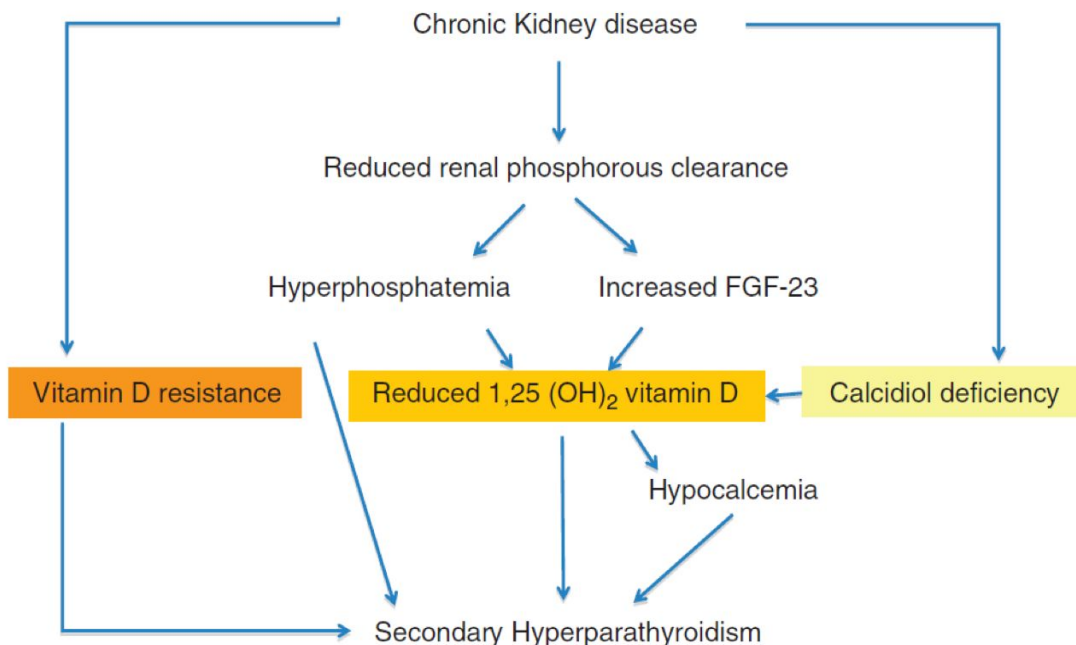 Chronic Kidney disease
Reduced renal phosphorous clearance
Hyperphosphatemia
Increased FGF-23
Vitamin D resistance
Reduced 1,25 (OH)₂ vitamin D
Calcidiol deficiency
Hypocalcemia
Secondary Hyperparathyroidism